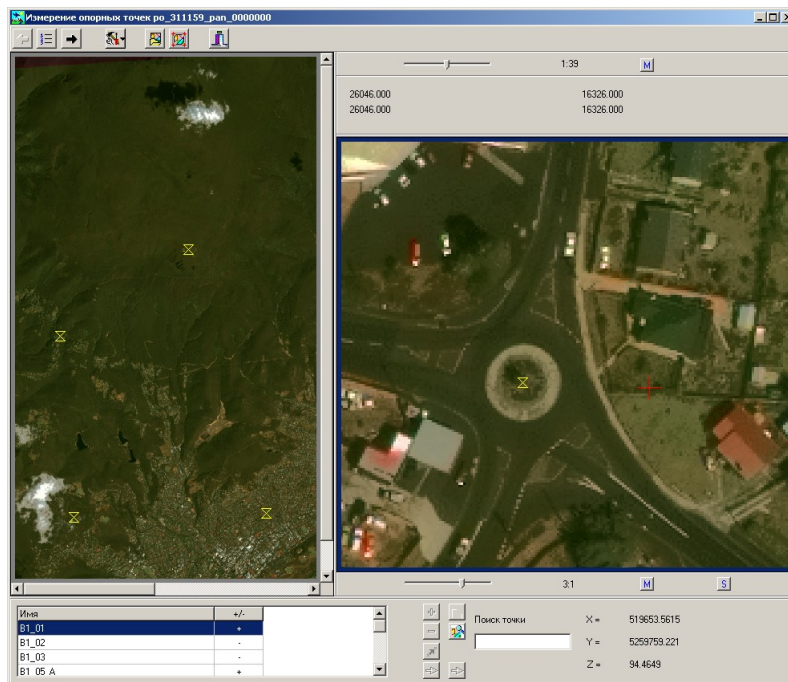 Измерение опорных точек po_311159_pan_0000000
1:39
M
26046.000 16326.000
26046.000 16326.000
3:1
M
S
Имя +/-
B1_01 +
B1_02 -
B1_03 -
B1_05_A +
Поиск точки
X = 519653.5615
Y = 5259759.221
Z = 94.4649